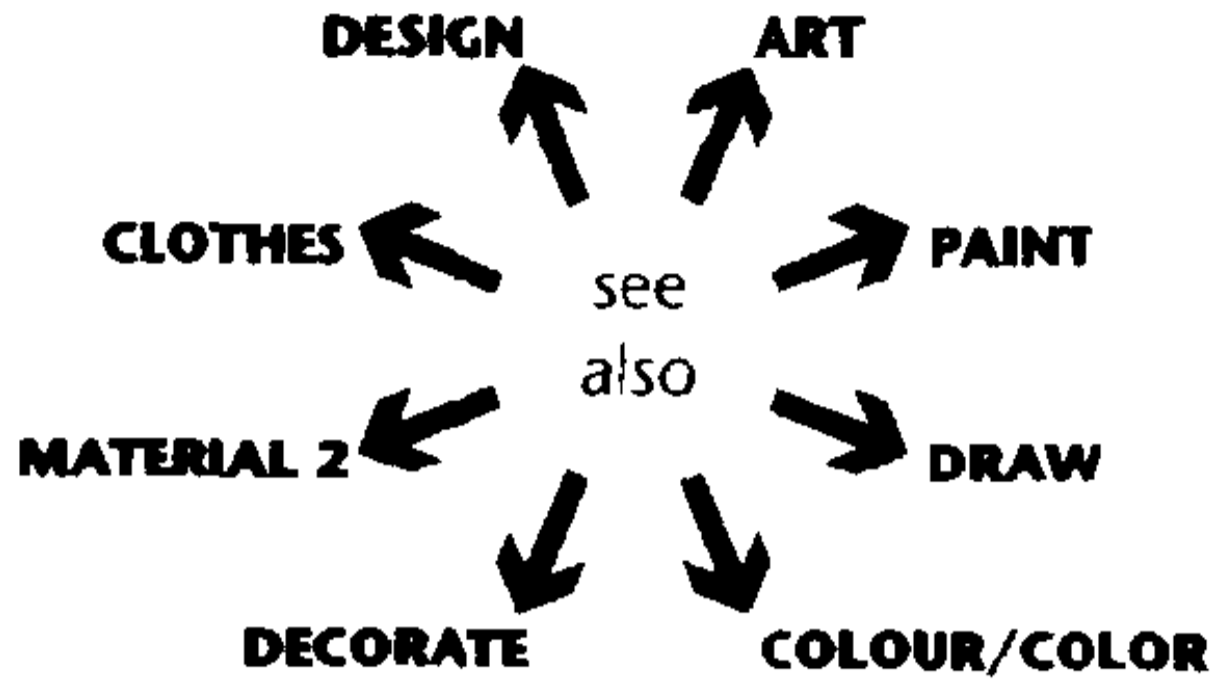 DESIGN ART
CLOTHES PAINT
see
also
MATERIAL 2 DRAW
DECORATE COLOUR/COLOR